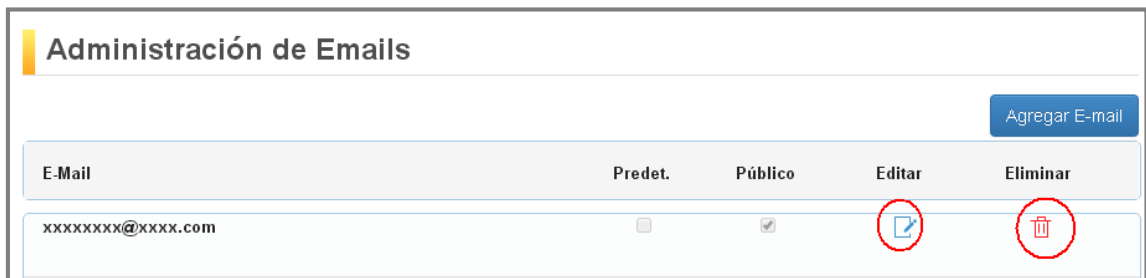 Administración de Emails
Agregar E-mail
E-Mail Predet. Público Editar Eliminar
xxxxxxxx@xxxx.com